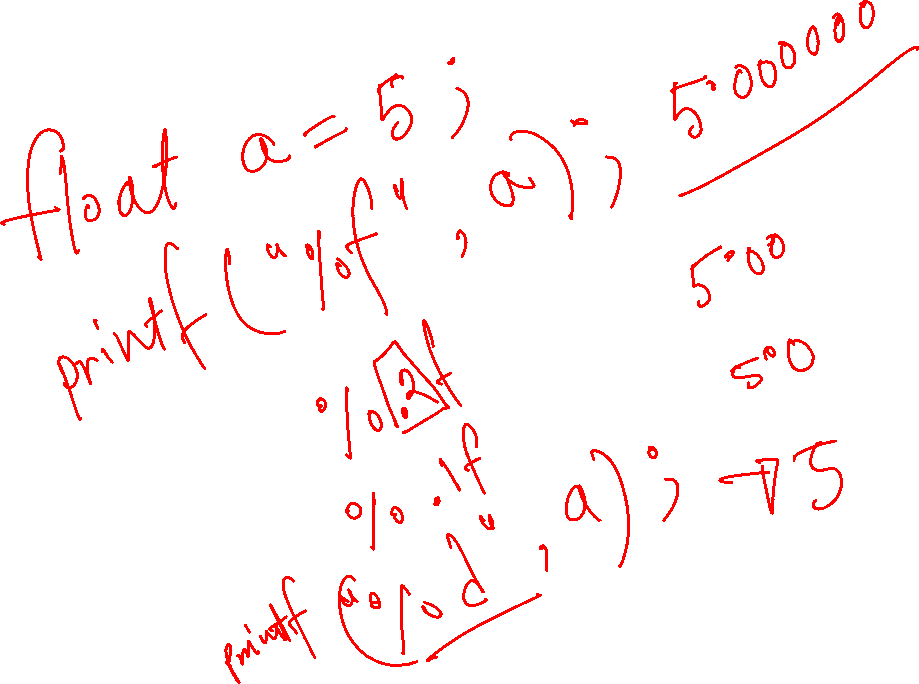 float a = 5;
printf("%f", a); 5.000000
%.2f 5.00
%.1f 5.0
printf("%d", a); → 5